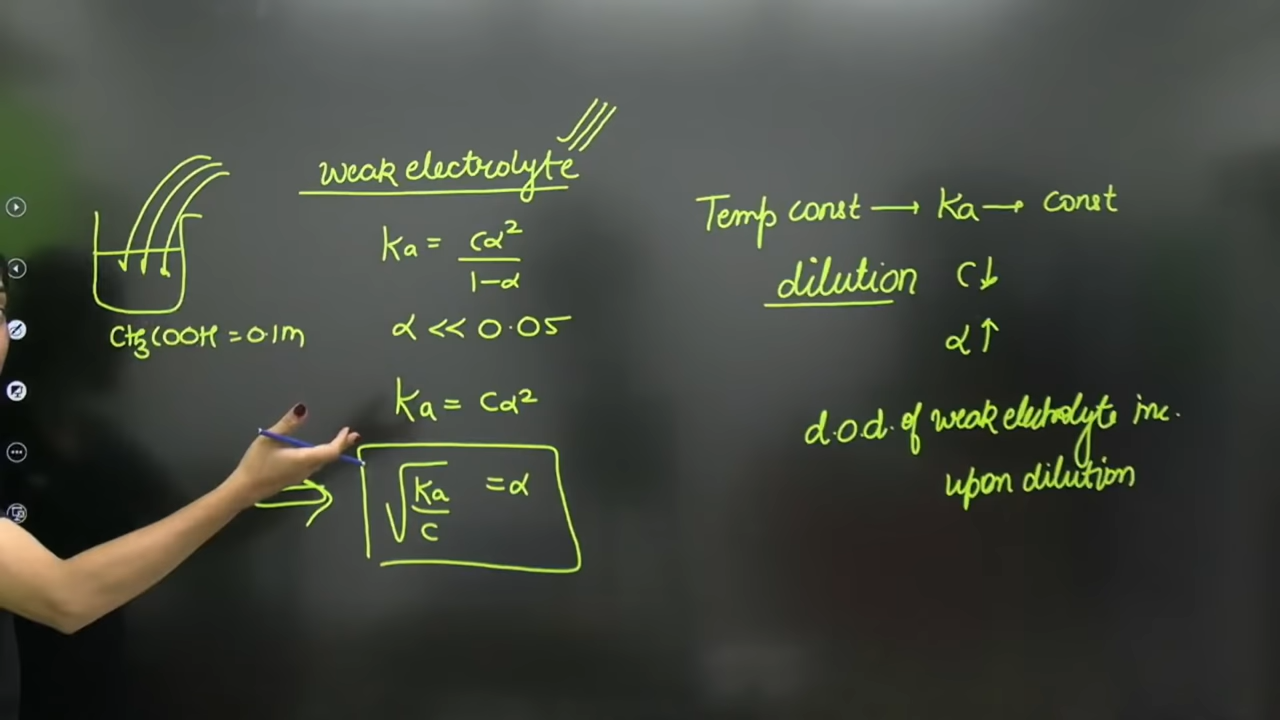 weak electrolyte
Ka = cα²/1-α
CH₃COOH = 0.1m
α << 0.05
Ka = cα²
√Ka/c = α
Temp const → Ka → const
dilution C↓
α↑
d.o.d. of weak electrolyte inc.
upon dilution